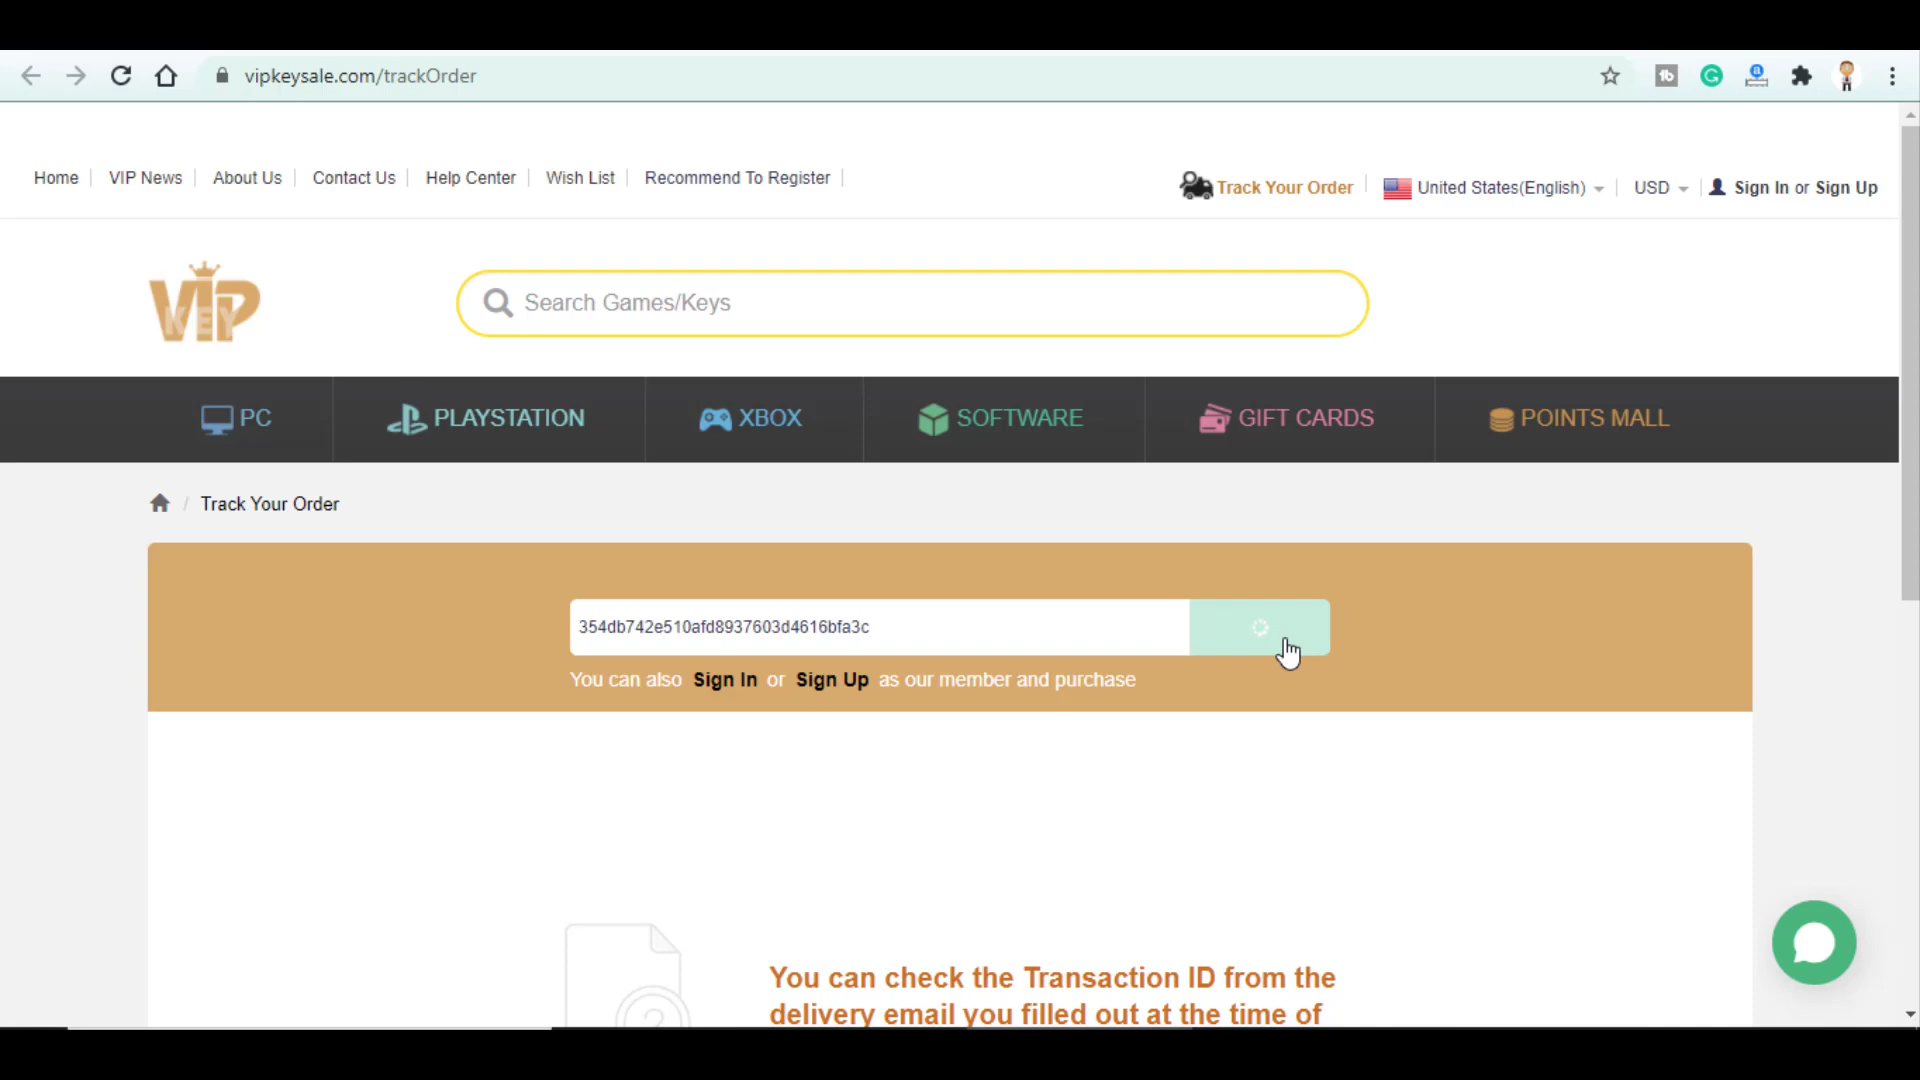 vipkeysale.com/trackOrder
Home VIP News About Us Contact Us Help Center Wish List Recommend To Register
Track Your Order United States(English) USD Sign In or Sign Up
VIP
KEY
Search Games/Keys
PC PLAYSTATION XBOX SOFTWARE GIFT CARDS POINTS MALL
/ Track Your Order
354db742e510afd8937603d4616bfa3c
You can also Sign In or Sign Up as our member and purchase
You can check the Transaction ID from the
delivery email you filled out at the time of